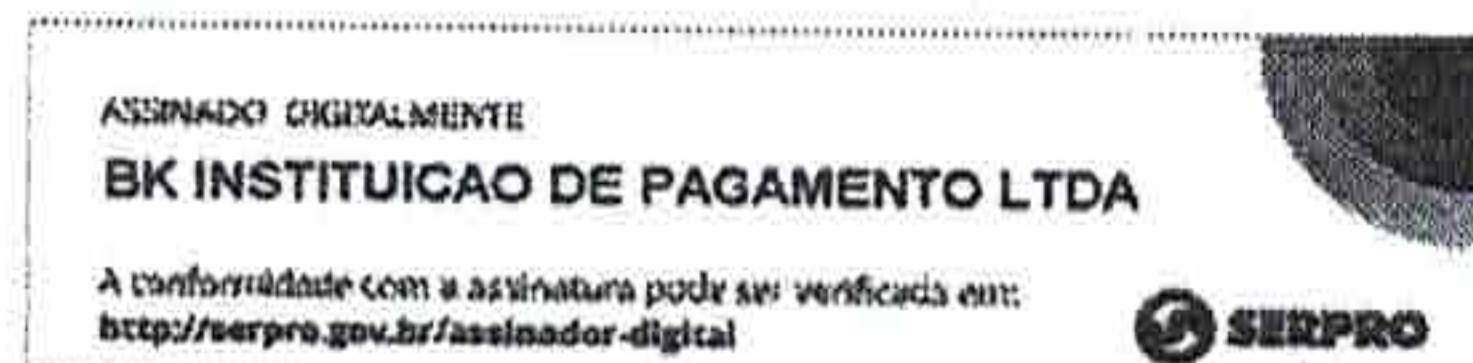 ASSINADO DIGITALMENTE
BK INSTITUICAO DE PAGAMENTO LTDA
A conformidade com a assinatura pode ser verificada em:
http://serpro.gov.br/assinador-digital
SERPRO